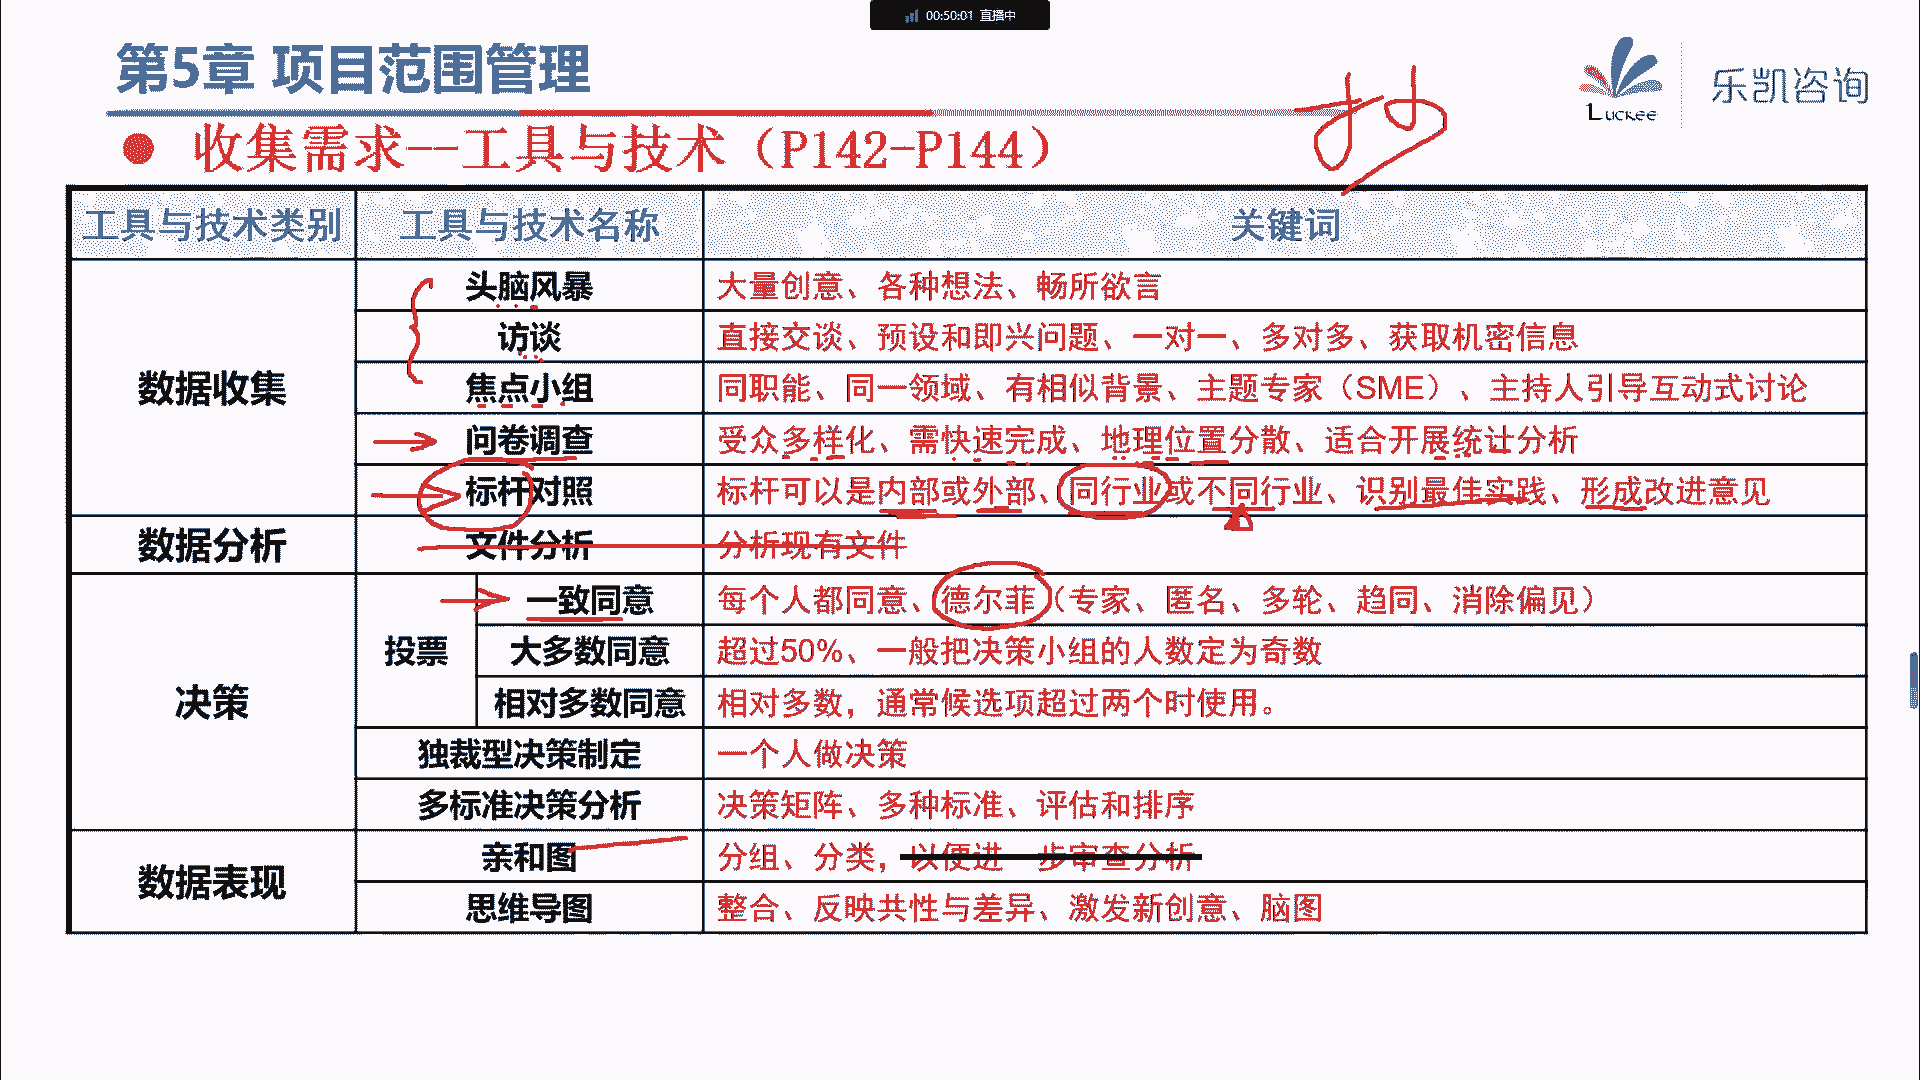 00:50:01 直播中
第5章 项目范围管理
Luckee 乐凯咨询
抄
● 收集需求--工具与技术（P142-P144）
工具与技术类别 工具与技术名称 关键词
数据收集
头脑风暴 大量创意、各种想法、畅所欲言
访谈 直接交谈、预设和即兴问题、一对一、多对多、获取机密信息
焦点小组 同职能、同一领域、有相似背景、主题专家（SME）、主持人引导互动式讨论
问卷调查 受众多样化、需快速完成、地理位置分散、适合开展统计分析
标杆对照 标杆可以是内部或外部、同行业或不同行业、识别最佳实践、形成改进意见
数据分析 文件分析 分析现有文件
决策
投票
一致同意 每个人都同意、德尔菲（专家、匿名、多轮、趋同、消除偏见）
大多数同意 超过50%、一般把决策小组的人数定为奇数
相对多数同意 相对多数，通常候选项超过两个时使用。
独裁型决策制定 一个人做决策
多标准决策分析 决策矩阵、多种标准、评估和排序
数据表现
亲和图 分组、分类，以便进一步审查分析
思维导图 整合、反映共性与差异、激发新创意、脑图